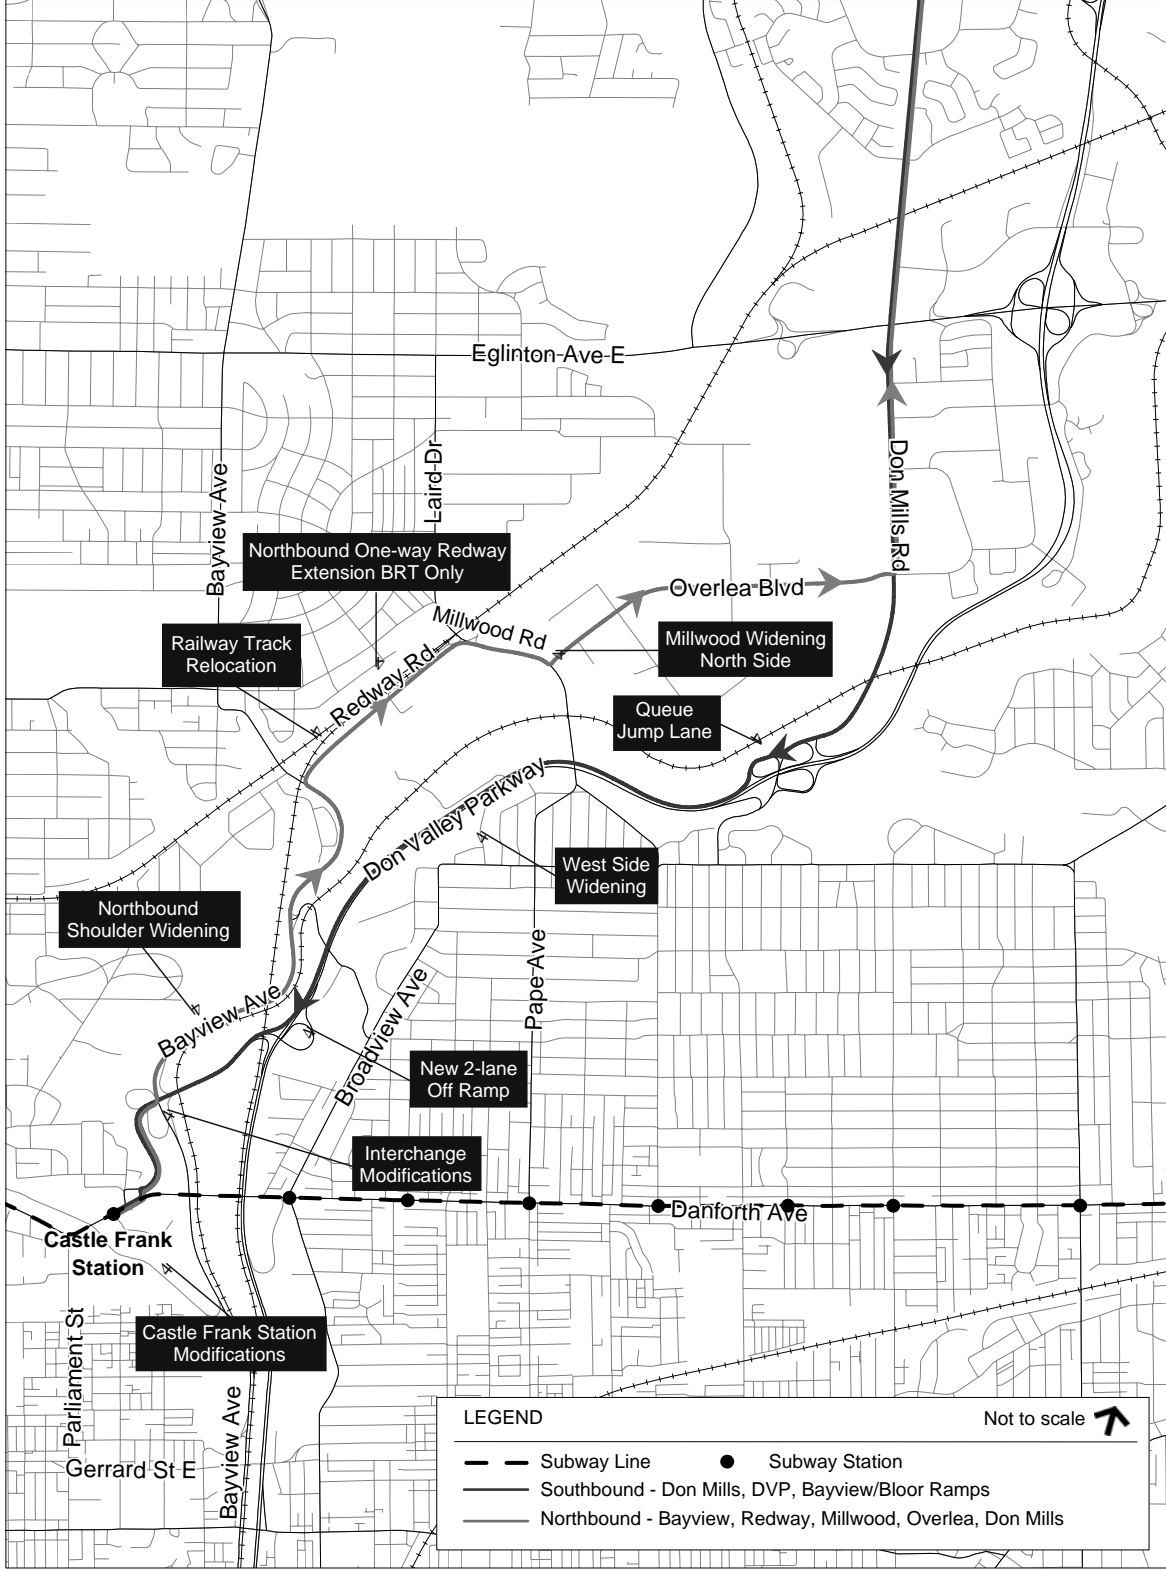 Eglinton Ave E
Bayview Ave
Laird Dr
Don Mills Rd
Northbound One-way Redway
Extension BRT Only
Overlea Blvd
Millwood Rd
Railway Track
Relocation
Millwood Widening
North Side
Redway Rd
Queue
Jump Lane
Don Valley Parkway
West Side
Widening
Northbound
Shoulder Widening
Pape Ave
Bayview Ave
Broadview Ave
New 2-lane
Off Ramp
Interchange
Modifications
Danforth Ave
Castle Frank
Station
Castle Frank Station
Modifications
Parliament St
Bayview Ave
Gerrard St E
LEGEND
Not to scale
Subway Line
Subway Station
Southbound - Don Mills, DVP, Bayview/Bloor Ramps
Northbound - Bayview, Redway, Millwood, Overlea, Don Mills